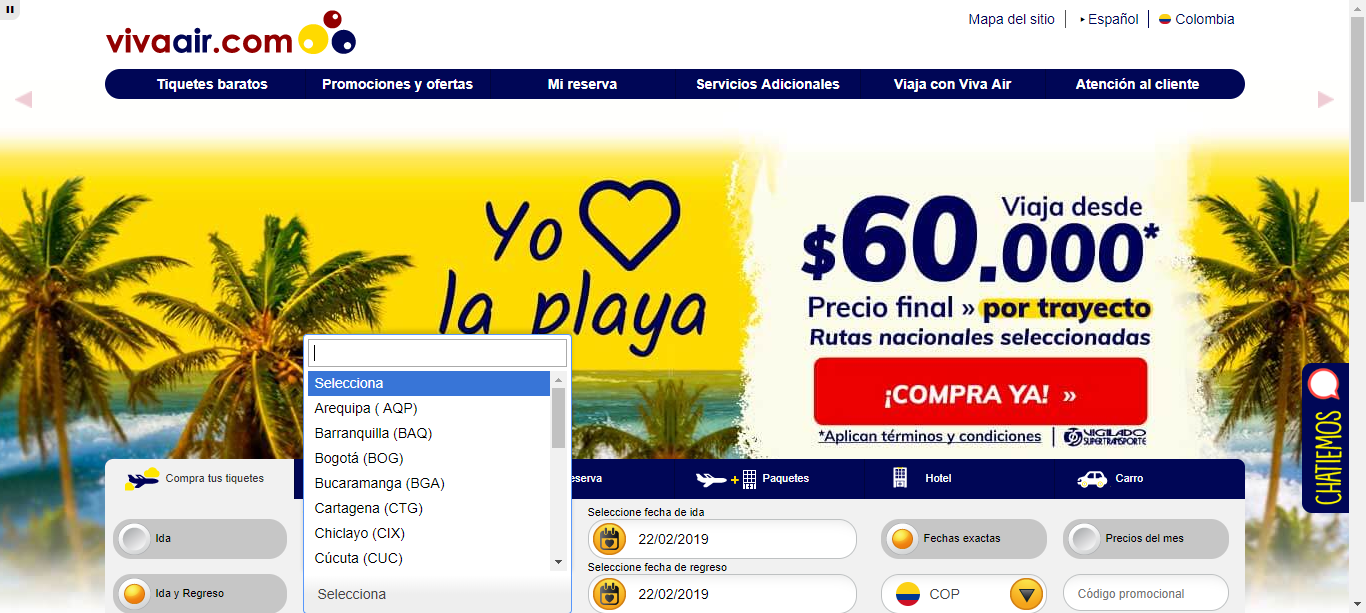 Mapa del sitio
Español
Colombia
vivaair.com
Tiquetes baratos
Promociones y ofertas
Mi reserva
Servicios Adicionales
Viaja con Viva Air
Atención al cliente
Yo
la playa
Viaja desde
$60.000*
Precio final » por trayecto
Rutas nacionales seleccionadas
¡COMPRA YA! »
*Aplican términos y condiciones
VIGILADO
SUPERTRANSPORTE
CHATIEMOS
Selecciona
Arequipa ( AQP)
Barranquilla (BAQ)
Bogotá (BOG)
Bucaramanga (BGA)
Cartagena (CTG)
Chiclayo (CIX)
Cúcuta (CUC)
Selecciona
Compra tus tiquetes
eserva
Paquetes
Hotel
Carro
Ida
Ida y Regreso
Seleccione fecha de ida
22/02/2019
Seleccione fecha de regreso
22/02/2019
Fechas exactas
Precios del mes
COP
Código promocional